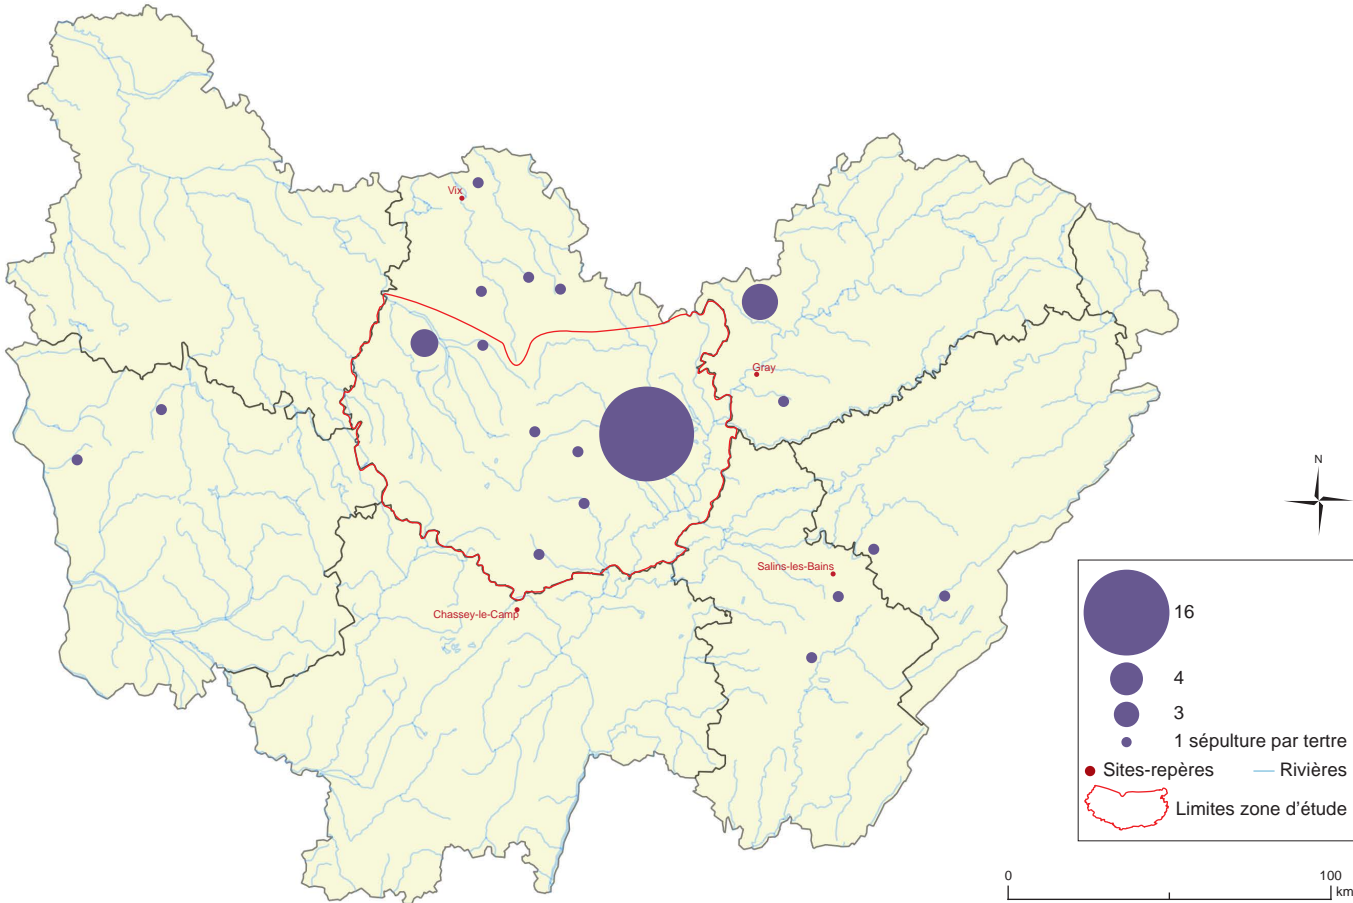 Vix
Gray
Salins-les-Bains
Chassey-le-Camp
N
16
4
3
1 sépulture par tertre
Sites-repères
Rivières
Limites zone d'étude
0
100
km